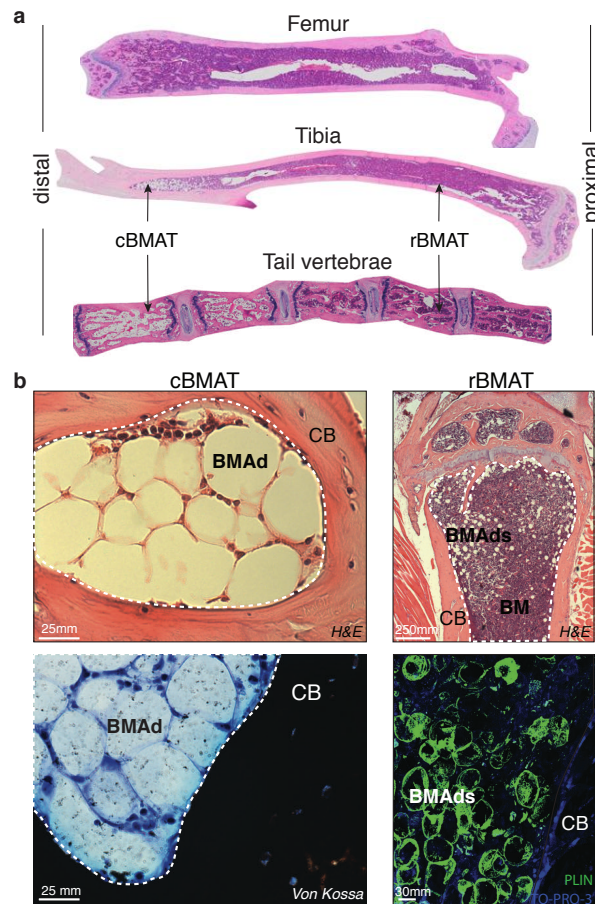 a
Femur
Tibia
distal
proximal
cBMAT
rBMAT
Tail vertebrae
b
cBMAT
rBMAT
CB
BMAd
25mm
H&E
BMAds
CB
BM
250mm
H&E
CB
BMAd
25 mm
Von Kossa
BMAds
CB
PLIN
30mm
TO-PRO-3